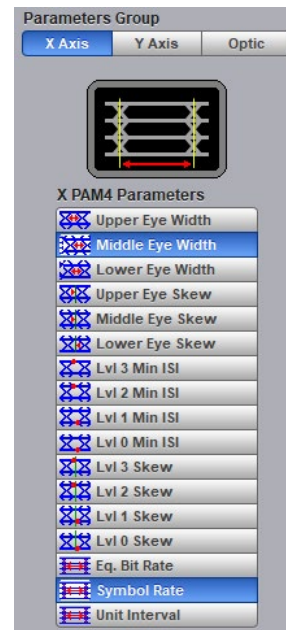 Parameters Group
X Axis Y Axis Optic
X PAM4 Parameters
Upper Eye Width
Middle Eye Width
Lower Eye Width
Upper Eye Skew
Middle Eye Skew
Lower Eye Skew
Lvl 3 Min ISI
Lvl 2 Min ISI
Lvl 1 Min ISI
Lvl 0 Min ISI
Lvl 3 Skew
Lvl 2 Skew
Lvl 1 Skew
Lvl 0 Skew
Eq. Bit Rate
Symbol Rate
Unit Interval